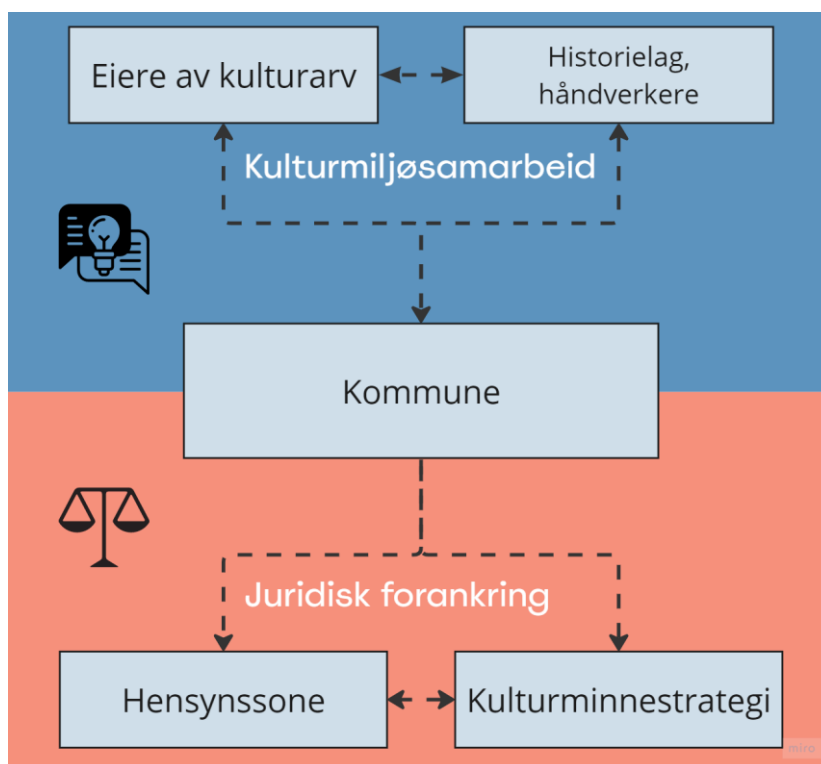 Eiere av kulturarv
Historielag,
håndverkere
Kulturmiljøsamarbeid
Kommune
Juridisk forankring
Hensynssone
Kulturminnestrategi
miro